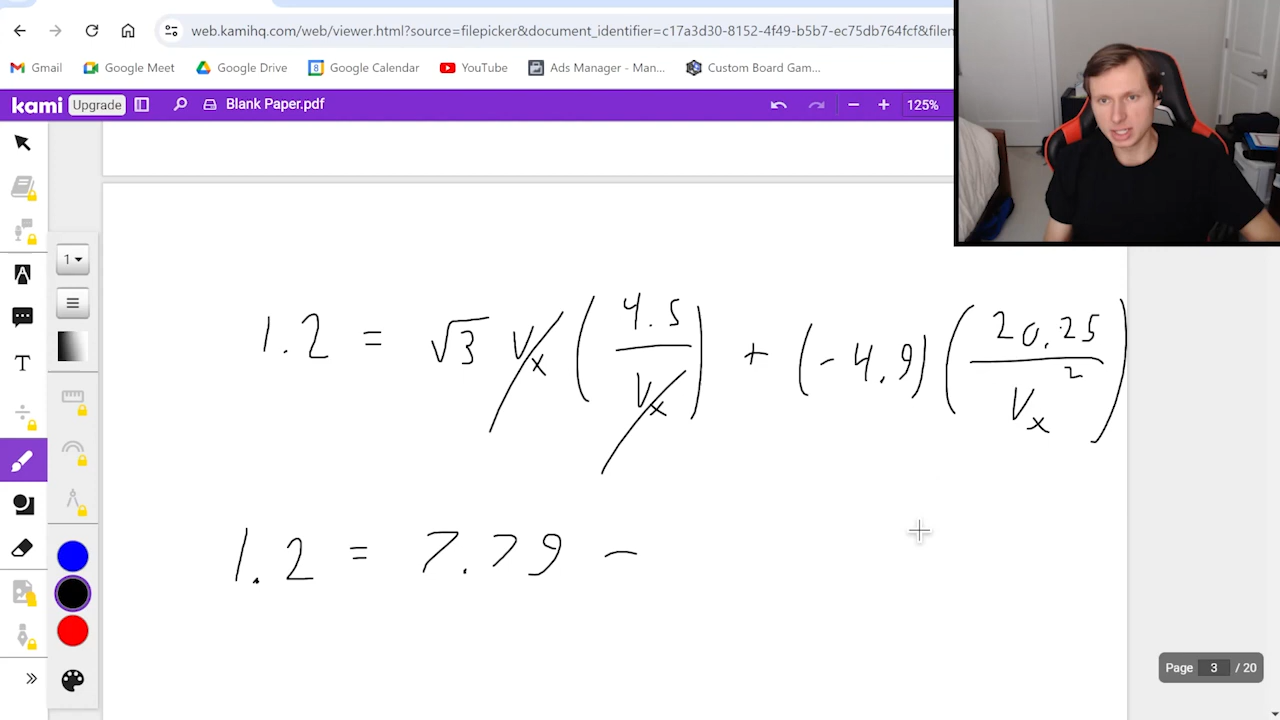 www.kamihq.com/web/viewer.html?source=filepicker&document_identifier=c17a3d30-8152-4f49-b5b7-ec75db764fcf&filen
Gmail Google Meet Google Drive Google Calendar YouTube Ads Manager - Man... Custom Board Gam...
kami Upgrade Blank Paper.pdf 125%
1
T
A
1.2 = √3 Vx (4.5/Vx) + (-4.9)(20.25/Vx²)
1.2 = 7.79 -
Page 3 / 20